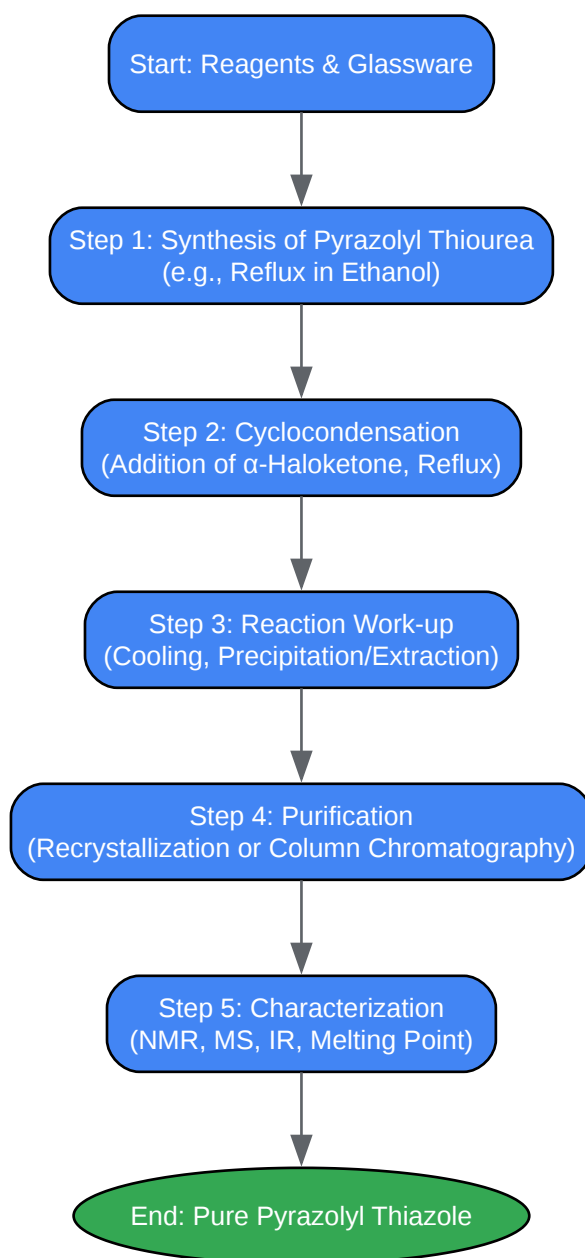 Start: Reagents & Glassware
Step 1: Synthesis of Pyrazolyl Thiourea
(e.g., Reflux in Ethanol)
Step 2: Cyclocondensation
(Addition of α-Haloketone, Reflux)
Step 3: Reaction Work-up
(Cooling, Precipitation/Extraction)
Step 4: Purification
(Recrystallization or Column Chromatography)
Step 5: Characterization
(NMR, MS, IR, Melting Point)
End: Pure Pyrazolyl Thiazole